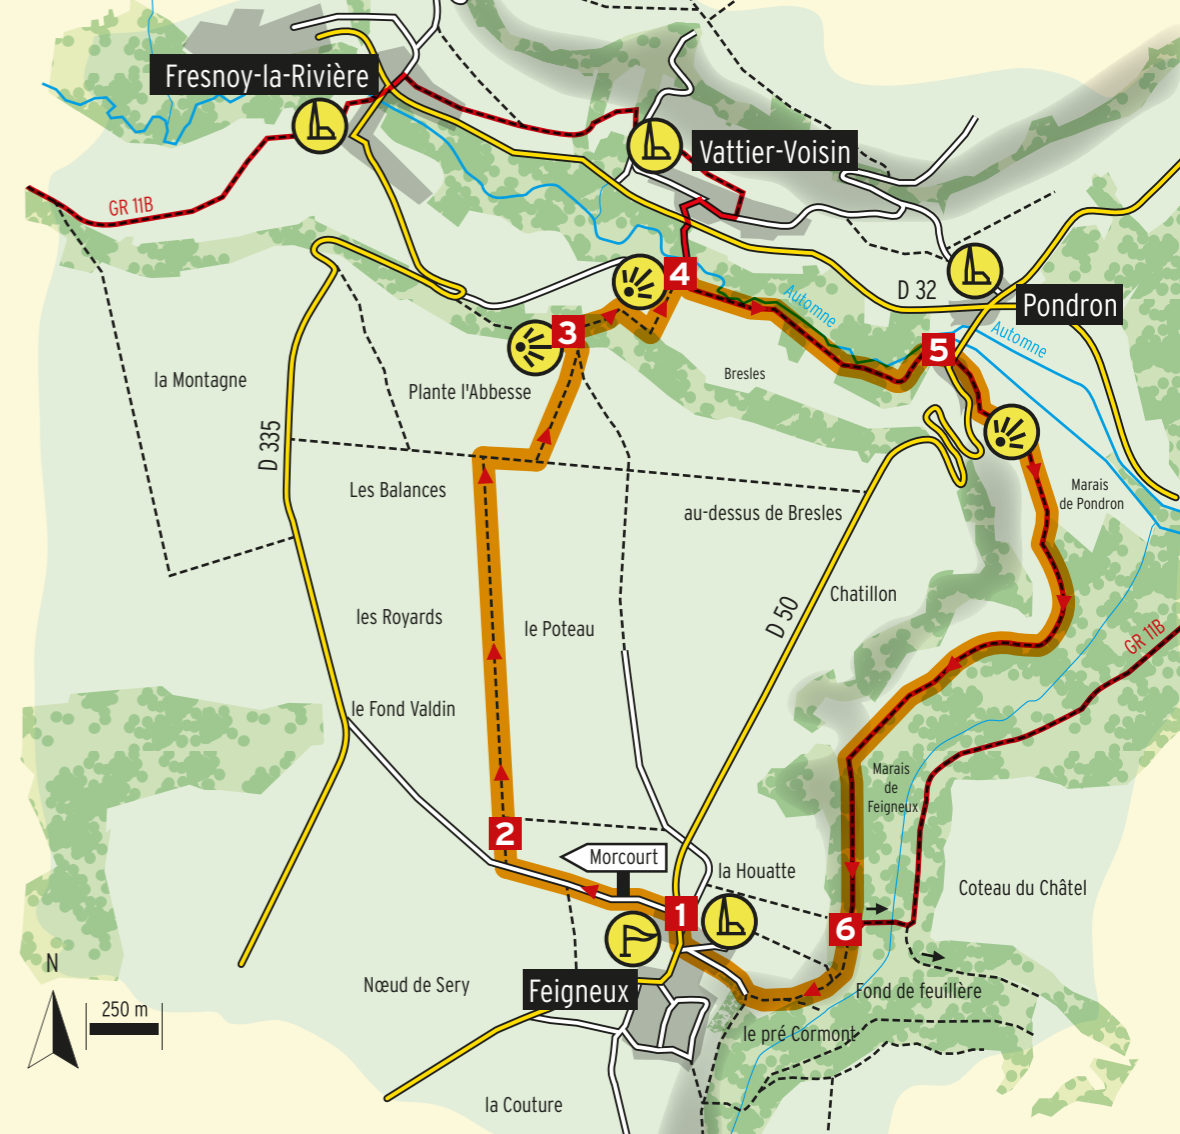 Fresnoy-la-Rivière
Vattier-Voisin
GR 11B
4
D 32
Automne
Pondron
3
Automne
5
la Montagne
Plante l'Abbesse
Bresles
D 335
Les Balances
au-dessus de Bresles
Marais
de Pondron
Chatillon
les Royards
le Poteau
D 50
GR 11B
le Fond Valdin
Marais
de
Feigneux
2
Morcourt
la Houatte
Coteau du Châtel
1
6
N
250 m
Nœud de Sery
Feigneux
Fond de feuillère
le pré Cormont
la Couture